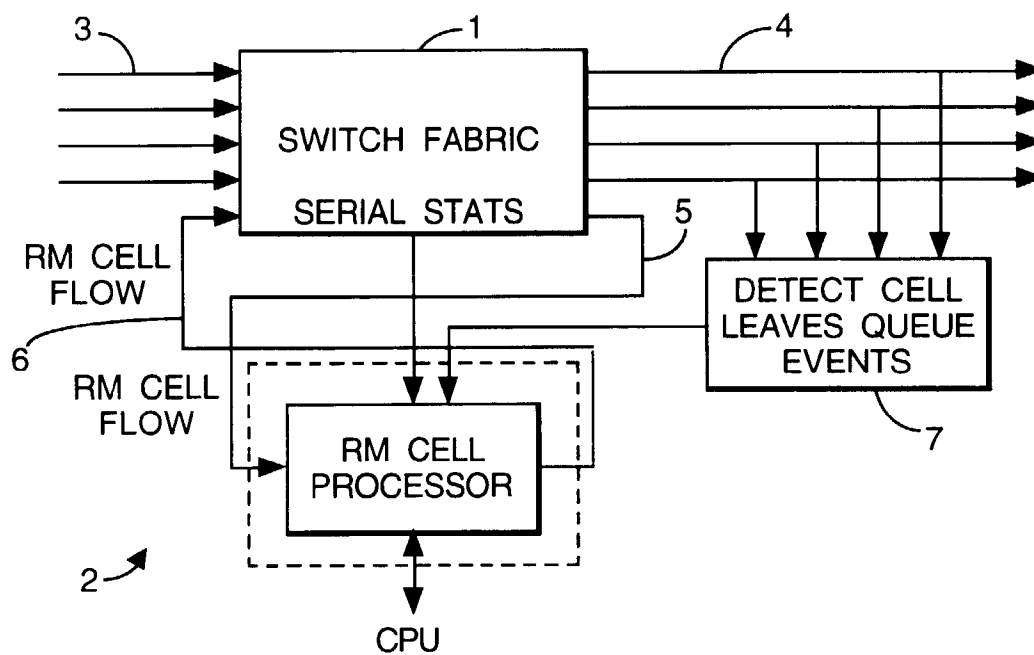 3
1
4
SWITCH FABRIC
SERIAL STATS
5
RM CELL
FLOW
DETECT CELL
LEAVES QUEUE
EVENTS
6
RM CELL
FLOW
7
RM CELL
PROCESSOR
2
CPU